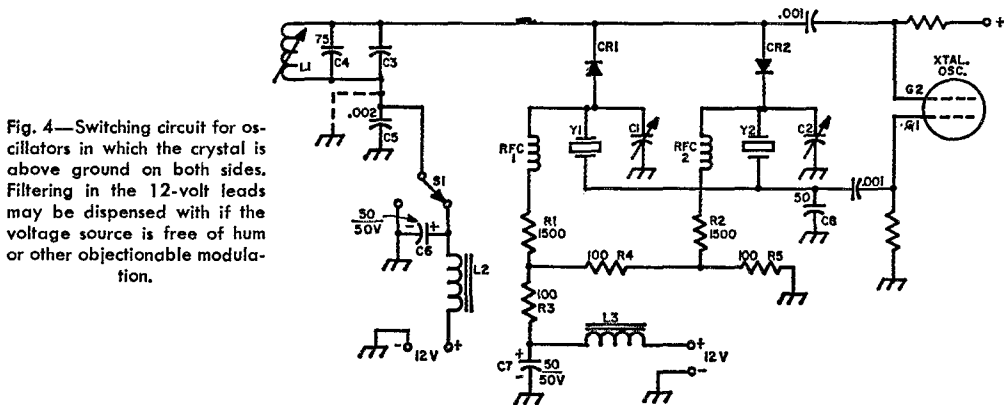 Fig. 4—Switching circuit for os-
cillators in which the crystal is
above ground on both sides.
Filtering in the 12-volt leads
may be dispensed with if the
voltage source is free of hum
or other objectionable modula-
tion.
L1
75
C4
C3
.002
C5
S1
50
50V
- +
C6
L2
- 12V +
CR1
CR2
.001
+
XTAL.
OSC.
G2
G1
RFC
1
Y1
C1
RFC
2
Y2
C2
50
C8
.001
R1
1500
R2
1500
100 R4
100 R5
100
R3
L3
+
12V
-
C7
+
-
50
50V